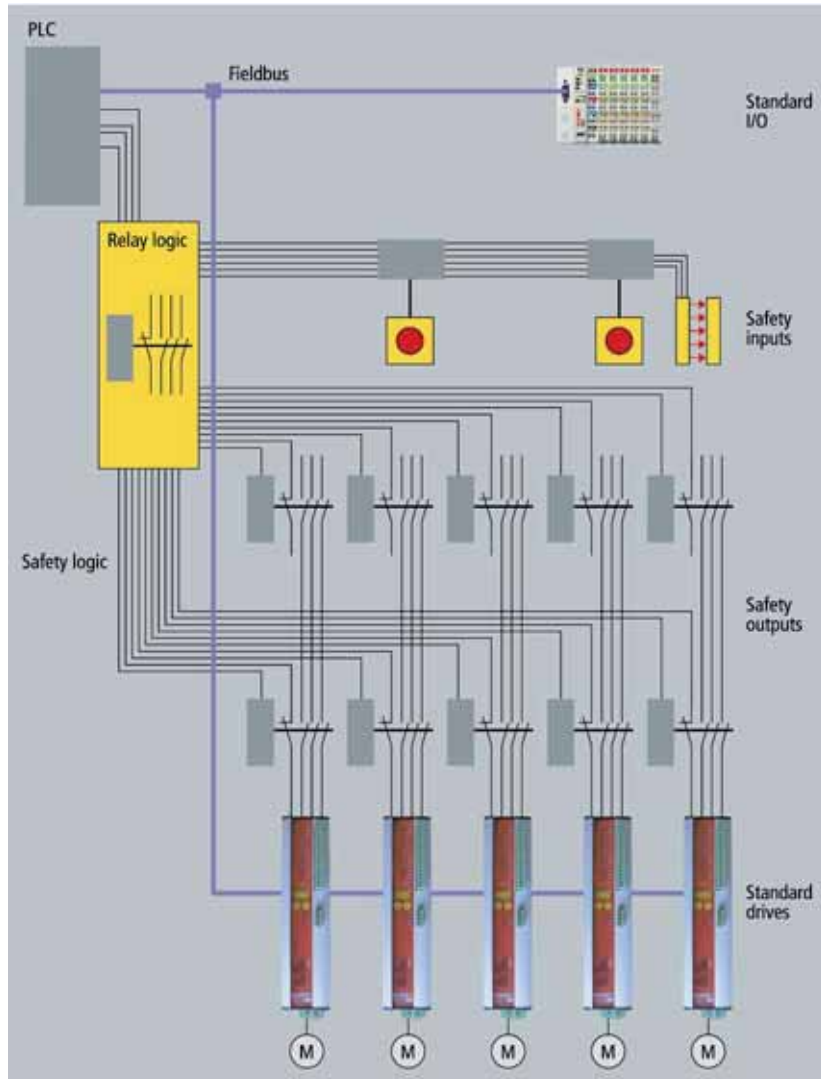 PLC
Fieldbus
Standard
I/O
Relay logic
Safety
inputs
Safety logic
Safety
outputs
Standard
drives
M
M
M
M
M